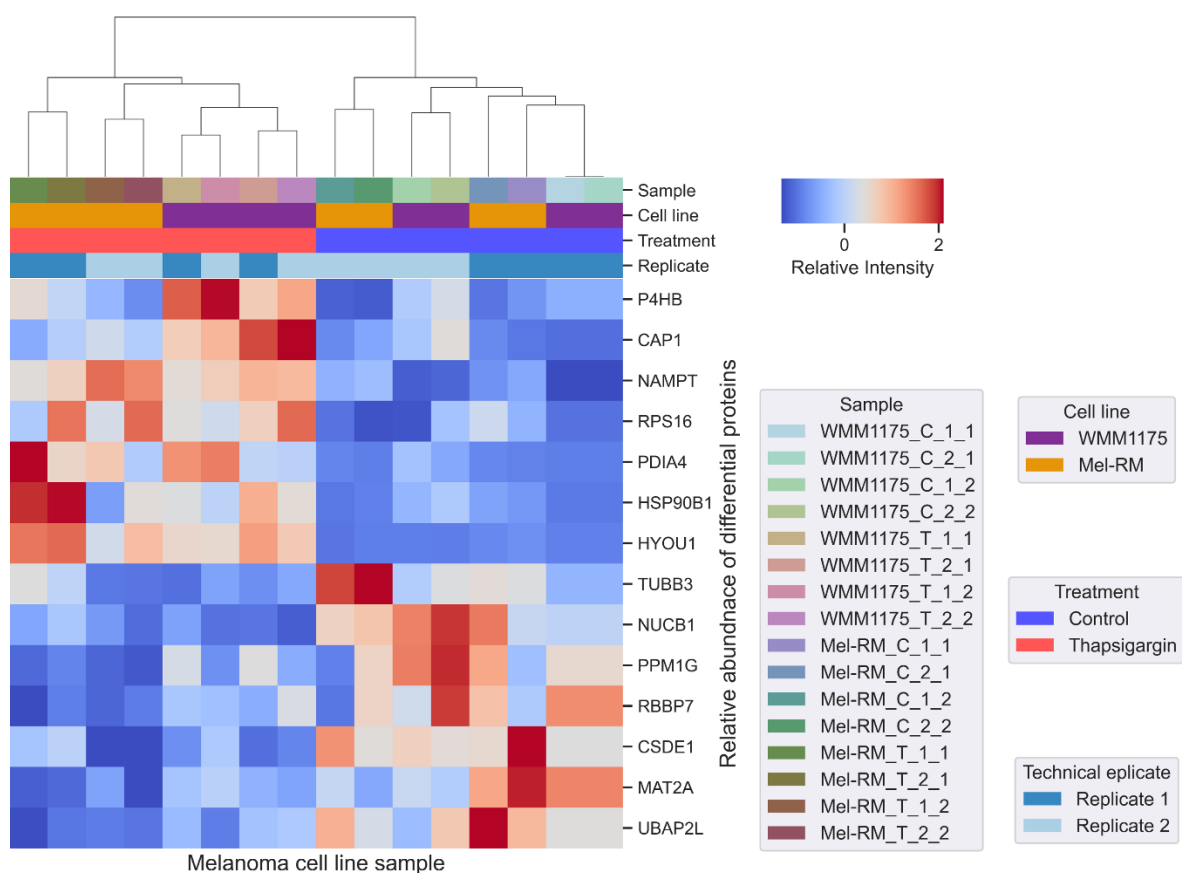 Sample
Cell line
Treatment
Replicate
P4HB
CAP1
NAMPT
RPS16
PDIA4
HSP90B1
HYOU1
TUBB3
NUCB1
PPM1G
RBBP7
CSDE1
MAT2A
UBAP2L
Melanoma cell line sample
Relative abundnace of differential proteins
0 2
Relative Intensity
Sample
WMM1175_C_1_1
WMM1175_C_2_1
WMM1175_C_1_2
WMM1175_C_2_2
WMM1175_T_1_1
WMM1175_T_2_1
WMM1175_T_1_2
WMM1175_T_2_2
Mel-RM_C_1_1
Mel-RM_C_2_1
Mel-RM_C_1_2
Mel-RM_C_2_2
Mel-RM_T_1_1
Mel-RM_T_2_1
Mel-RM_T_1_2
Mel-RM_T_2_2
Cell line
WMM1175
Mel-RM
Treatment
Control
Thapsigargin
Technical eplicate
Replicate 1
Replicate 2